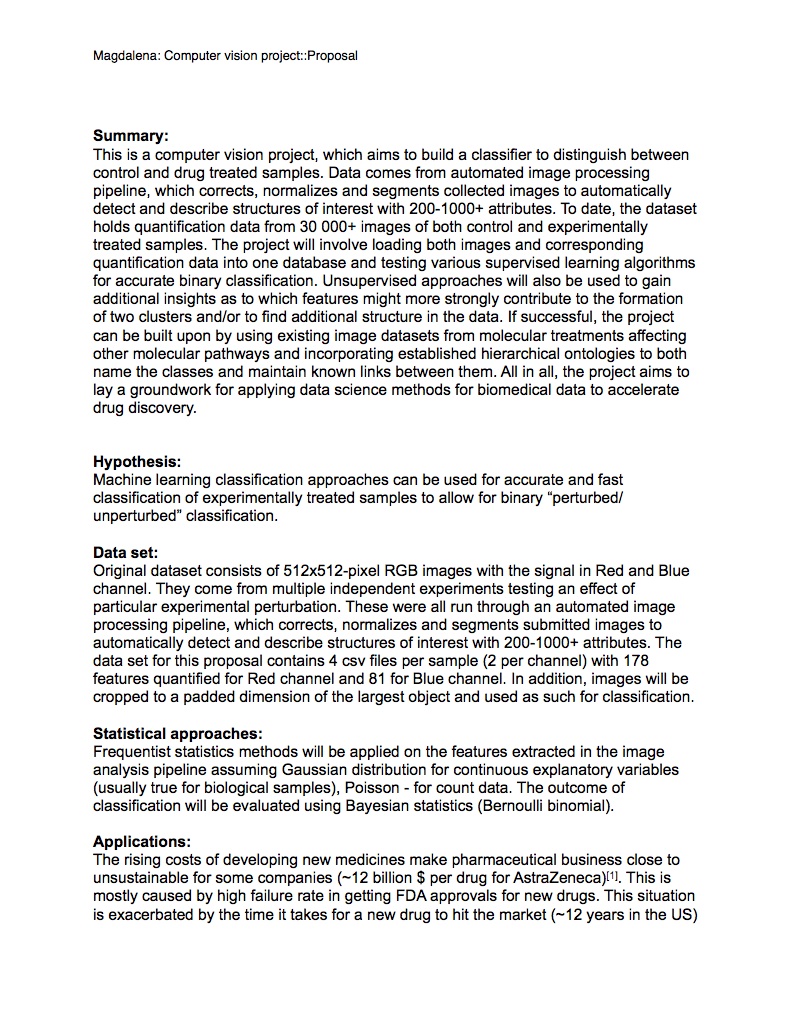 Magdalena: Computer vision project::Proposal
Summary:
This is a computer vision project, which aims to build a classifier to distinguish between
control and drug treated samples. Data comes from automated image processing
pipeline, which corrects, normalizes and segments collected images to automatically
detect and describe structures of interest with 200-1000+ attributes. To date, the dataset
holds quantification data from 30 000+ images of both control and experimentally
treated samples. The project will involve loading both images and corresponding
quantification data into one database and testing various supervised learning algorithms
for accurate binary classification. Unsupervised approaches will also be used to gain
additional insights as to which features might more strongly contribute to the formation
of two clusters and/or to find additional structure in the data. If successful, the project
can be built upon by using existing image datasets from molecular treatments affecting
other molecular pathways and incorporating established hierarchical ontologies to both
name the classes and maintain known links between them. All in all, the project aims to
lay a groundwork for applying data science methods for biomedical data to accelerate
drug discovery.
Hypothesis:
Machine learning classification approaches can be used for accurate and fast
classification of experimentally treated samples to allow for binary “perturbed/
unperturbed” classification.
Data set:
Original dataset consists of 512x512-pixel RGB images with the signal in Red and Blue
channel. They come from multiple independent experiments testing an effect of
particular experimental perturbation. These were all run through an automated image
processing pipeline, which corrects, normalizes and segments submitted images to
automatically detect and describe structures of interest with 200-1000+ attributes. The
data set for this proposal contains 4 csv files per sample (2 per channel) with 178
features quantified for Red channel and 81 for Blue channel. In addition, images will be
cropped to a padded dimension of the largest object and used as such for classification.
Statistical approaches:
Frequentist statistics methods will be applied on the features extracted in the image
analysis pipeline assuming Gaussian distribution for continuous explanatory variables
(usually true for biological samples), Poisson - for count data. The outcome of
classification will be evaluated using Bayesian statistics (Bernoulli binomial).
Applications:
The rising costs of developing new medicines make pharmaceutical business close to
unsustainable for some companies (~12 billion $ per drug for AstraZeneca)[1]. This is
mostly caused by high failure rate in getting FDA approvals for new drugs. This situation
is exacerbated by the time it takes for a new drug to hit the market (~12 years in the US)